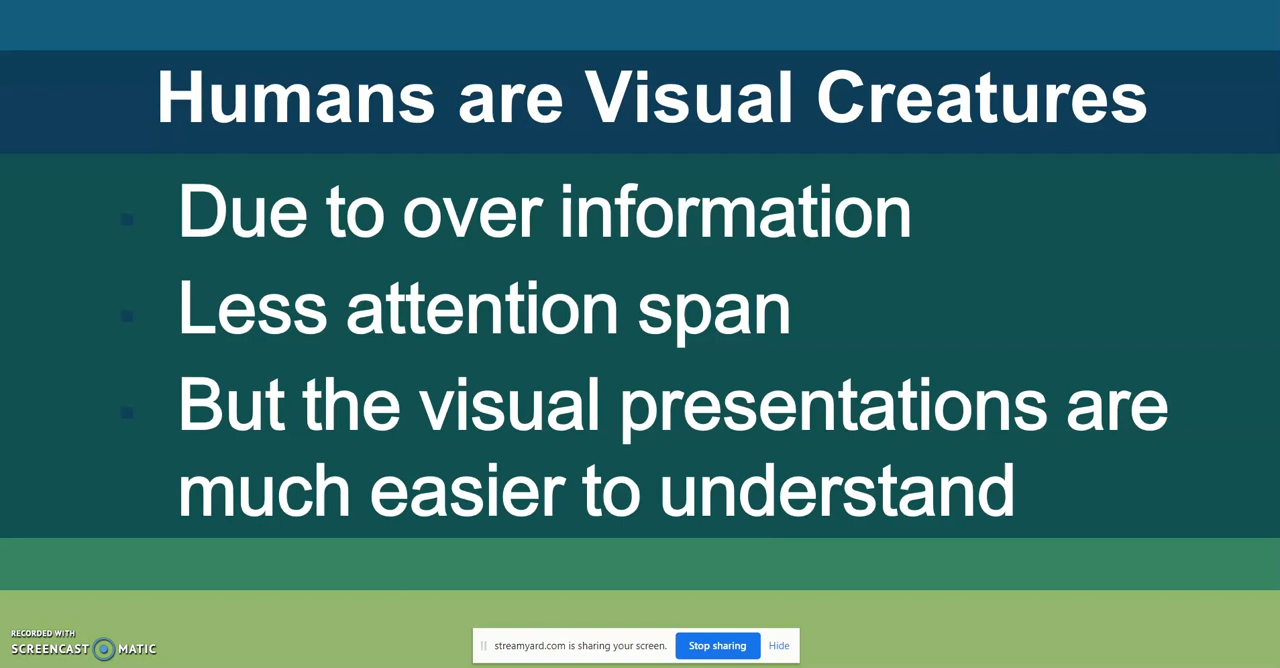 Humans are Visual Creatures
Due to over information
Less attention span
But the visual presentations are
much easier to understand
RECORDED WITH
SCREENCAST MATIC
streamyard.com is sharing your screen. Stop sharing Hide